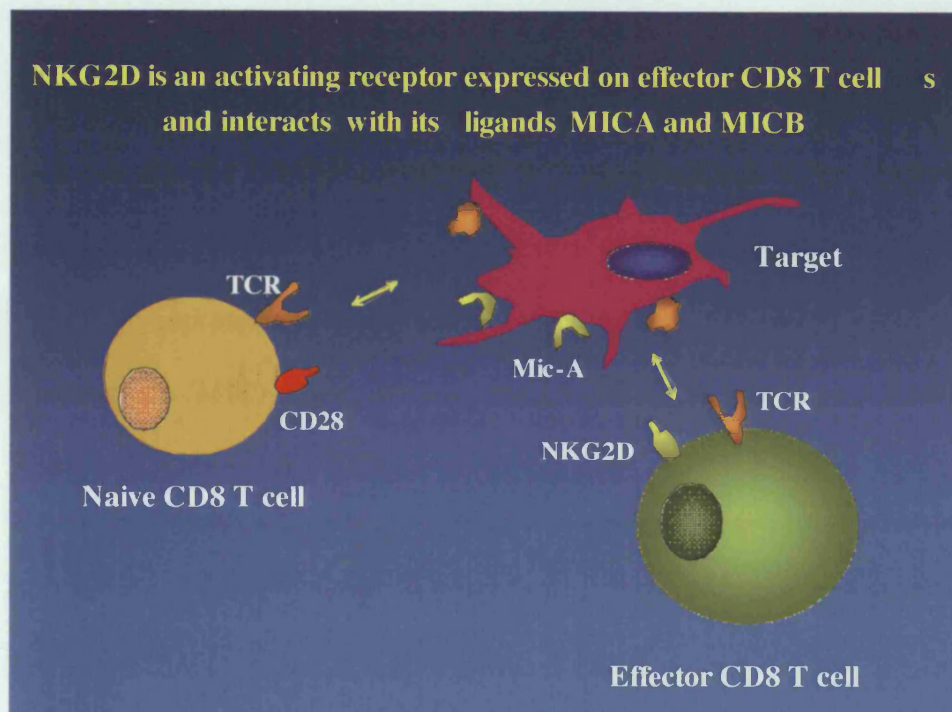 NKG2D is an activating receptor expressed on effector CD8 T cell s
and interacts with its ligands MICA and MICB
Target
TCR
Mic-A
CD28
TCR
NKG2D
Naive CD8 T cell
Effector CD8 T cell